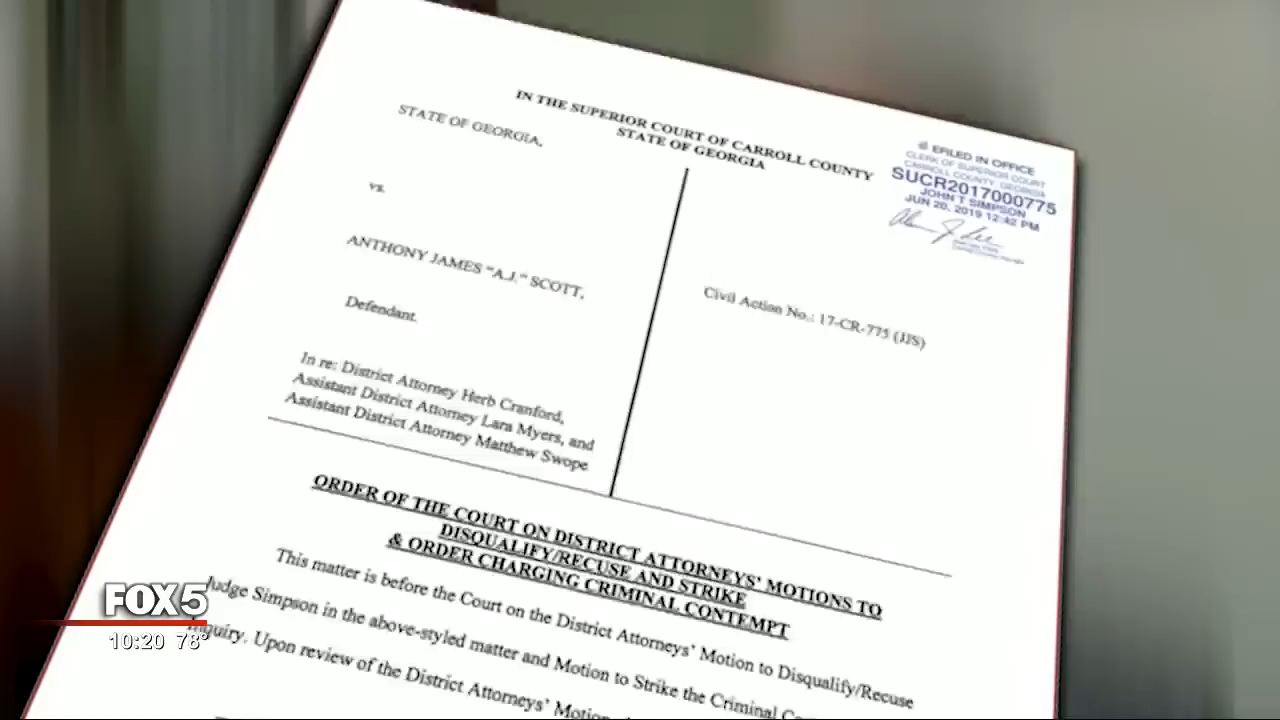 IN THE SUPERIOR COURT OF CARROLL COUNTY
STATE OF GEORGIA
EFILED IN OFFICE
CLERK OF SUPERIOR COURT
CARROLL COUNTY, GEORGIA
SUCR2017000775
JOHN T SIMPSON
JUN 20, 2019 12:42 PM
STATE OF GEORGIA,
vs.
ANTHONY JAMES "A.J." SCOTT,
Defendant.
In re: District Attorney Herb Cranford,
Assistant District Attorney Lara Myers, and
Assistant District Attorney Matthew Swope
Civil Action No.: 17-CR-775 (JJS)
ORDER OF THE COURT ON DISTRICT ATTORNEYS' MOTIONS TO
DISQUALIFY/RECUSE AND STRIKE
& ORDER CHARGING CRIMINAL CONTEMPT
This matter is before the Court on the District Attorneys' Motion to Disqualify/Recuse
Judge Simpson in the above-styled matter and Motion to Strike the Criminal
Inquiry. Upon review of the District Attorneys'
FOX 5
10:20 78°